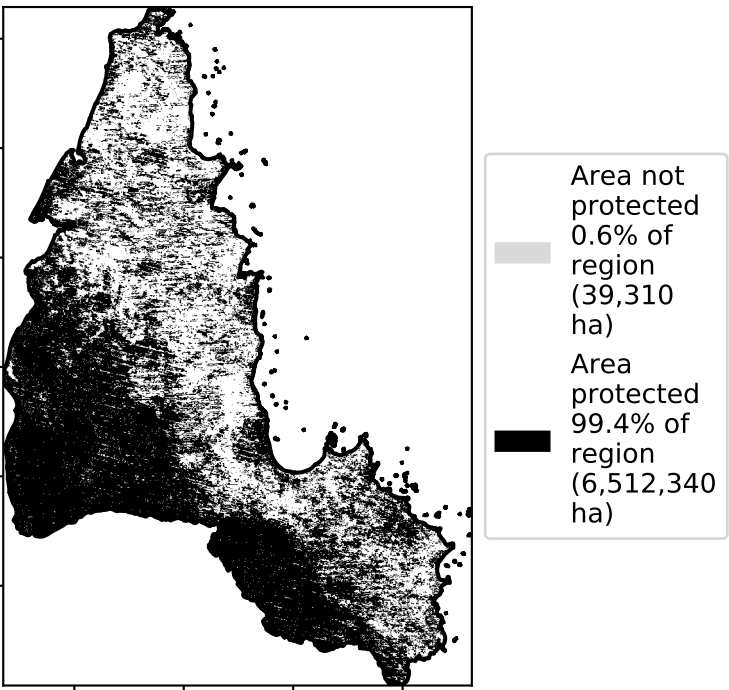 Area not
protected
0.6% of
region
(39,310
ha)
Area
protected
99.4% of
region
(6,512,340
ha)